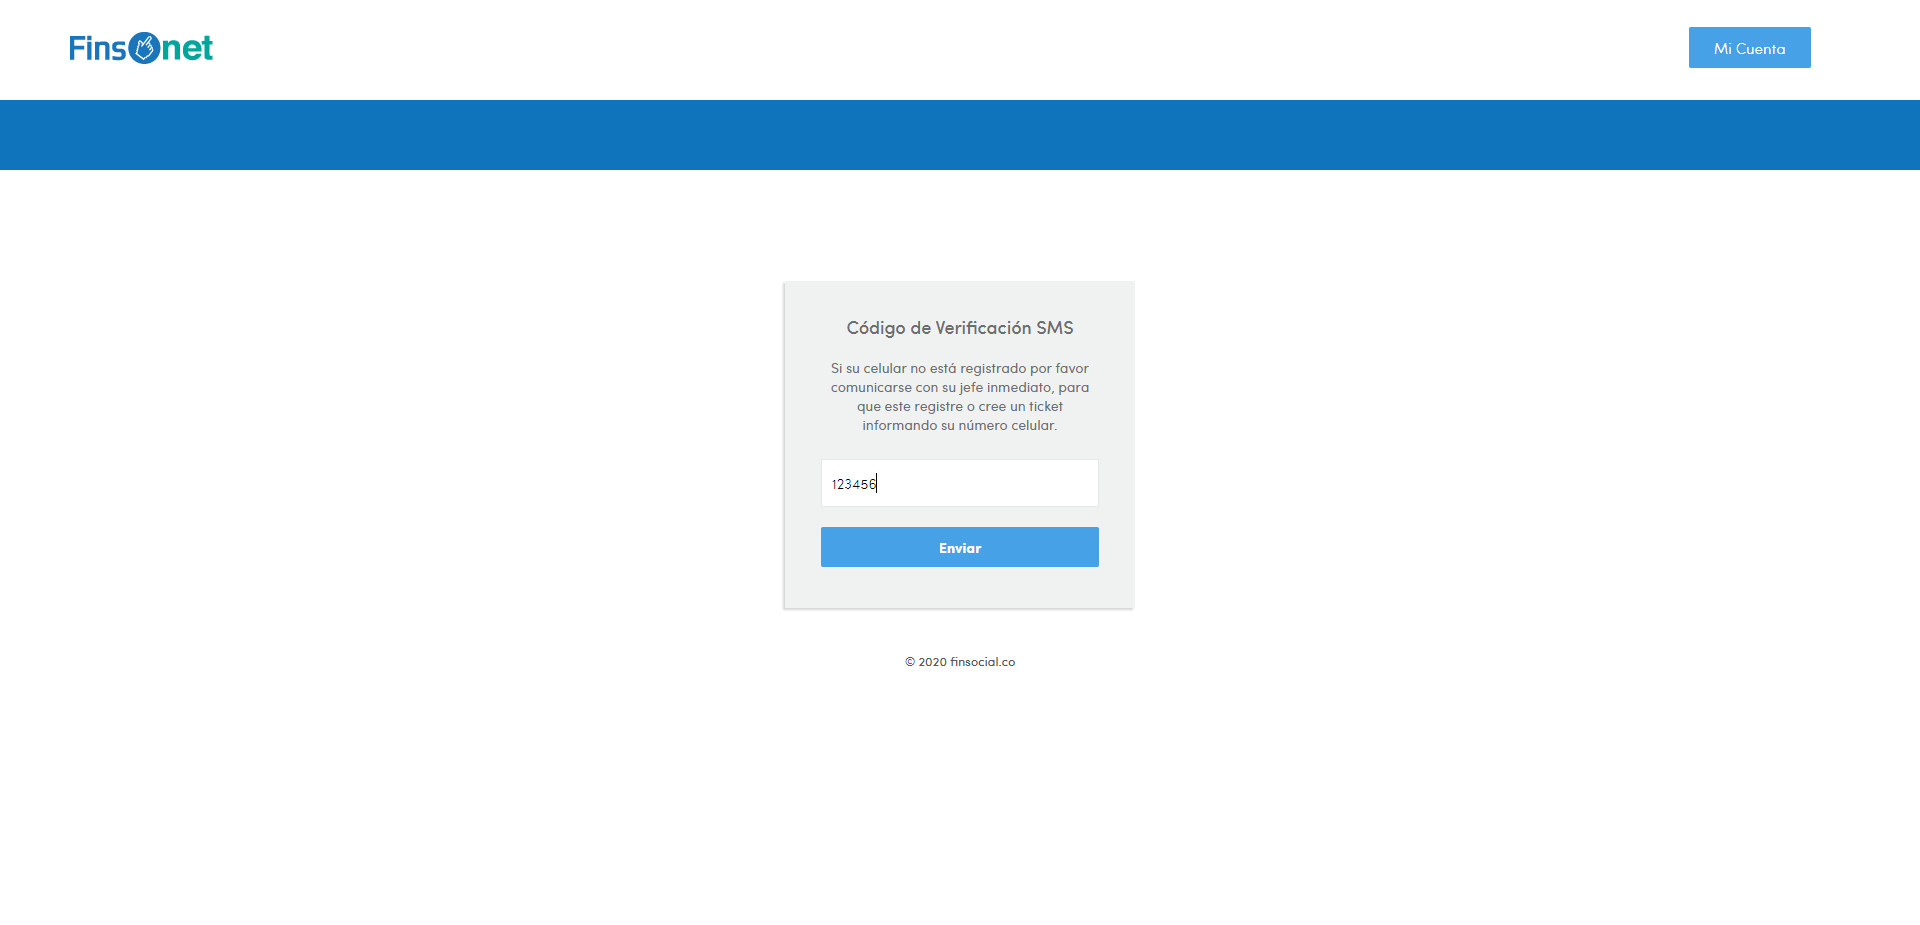 Finsonet
Mi Cuenta
Código de Verificación SMS
Si su celular no está registrado por favor
comunicarse con su jefe inmediato, para
que este registre o cree un ticket
informando su número celular.
123456
Enviar
© 2020 finsocial.co